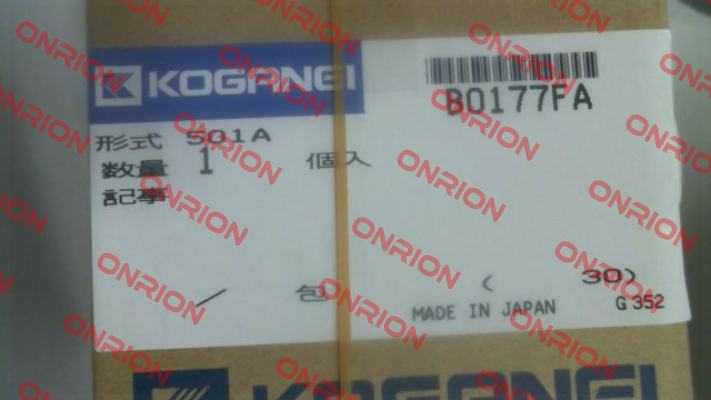 KOGANEI
B0177FA
形式 501A
数量 1 個入
記事
/ 包 ( 30)
MADE IN JAPAN G 352
KOGANEI
ONRION